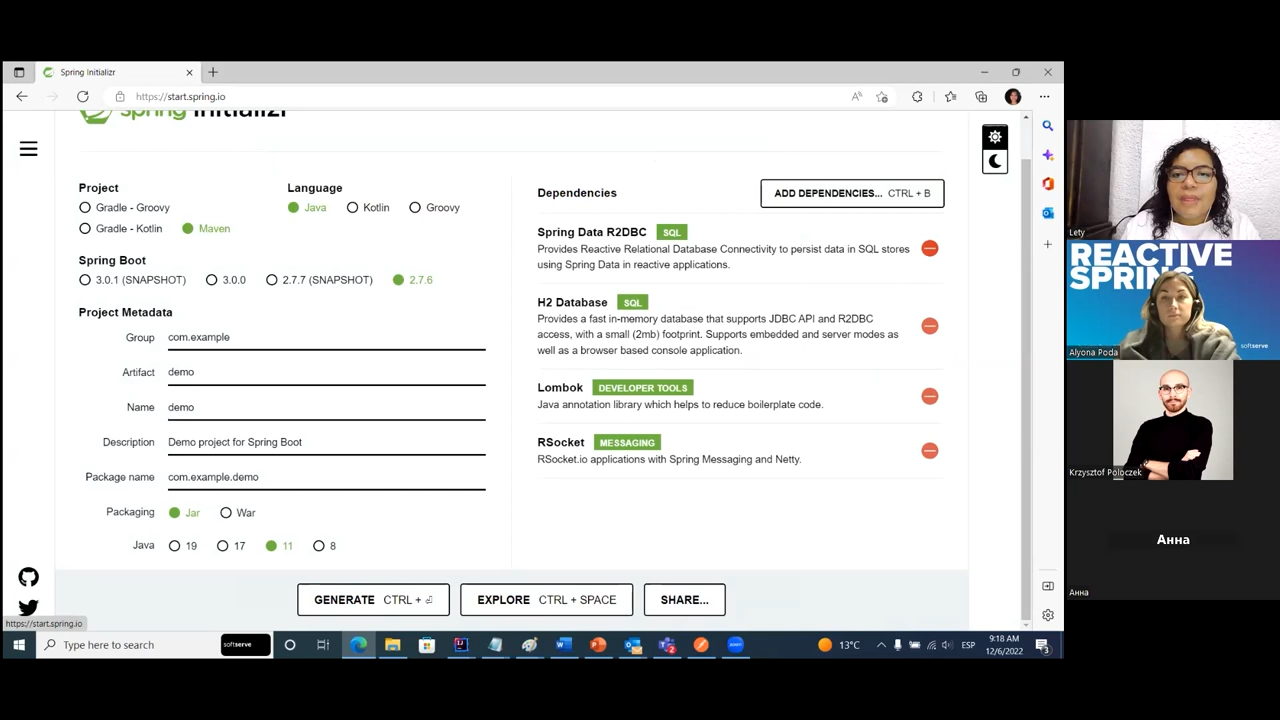 Spring Initializr
https://start.spring.io
spring initializr
Project
Language
Dependencies
ADD DEPENDENCIES... CTRL + B
Gradle - Groovy
Java
Kotlin
Groovy
Gradle - Kotlin
Maven
Spring Boot
3.0.1 (SNAPSHOT)
3.0.0
2.7.7 (SNAPSHOT)
2.7.6
Project Metadata
Group com.example
Artifact demo
Name demo
Description Demo project for Spring Boot
Package name com.example.demo
Packaging Jar War
Java 19 17 11 8
Spring Data R2DBC SQL
Provides Reactive Relational Database Connectivity to persist data in SQL stores
using Spring Data in reactive applications.
H2 Database SQL
Provides a fast in-memory database that supports JDBC API and R2DBC
access, with a small (2mb) footprint. Supports embedded and server modes as
well as a browser based console application.
Lombok DEVELOPER TOOLS
Java annotation library which helps to reduce boilerplate code.
RSocket MESSAGING
RSocket.io applications with Spring Messaging and Netty.
GENERATE CTRL + ⏎
EXPLORE CTRL + SPACE
SHARE...
https://start.spring.io
Type here to search
softserve
13°C
ESP
9:18 AM
12/6/2022
3
Lety
REACTIVE
SPRING
softserve
Alyona Poda
Krzysztof Poloczek
Анна
Анна